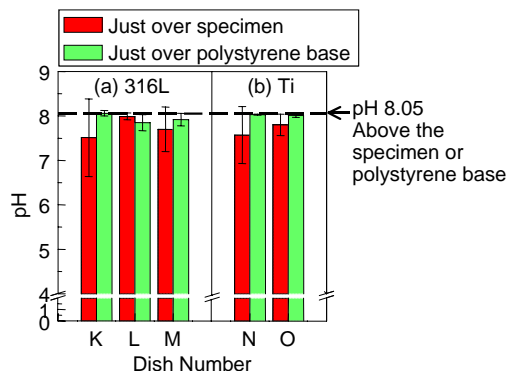 Just over specimen
Just over polystyrene base
(a) 316L
(b) Ti
pH 8.05
Above the
specimen or
polystyrene base
pH
9
8
7
6
5
4
1
0
K L M N O
Dish Number